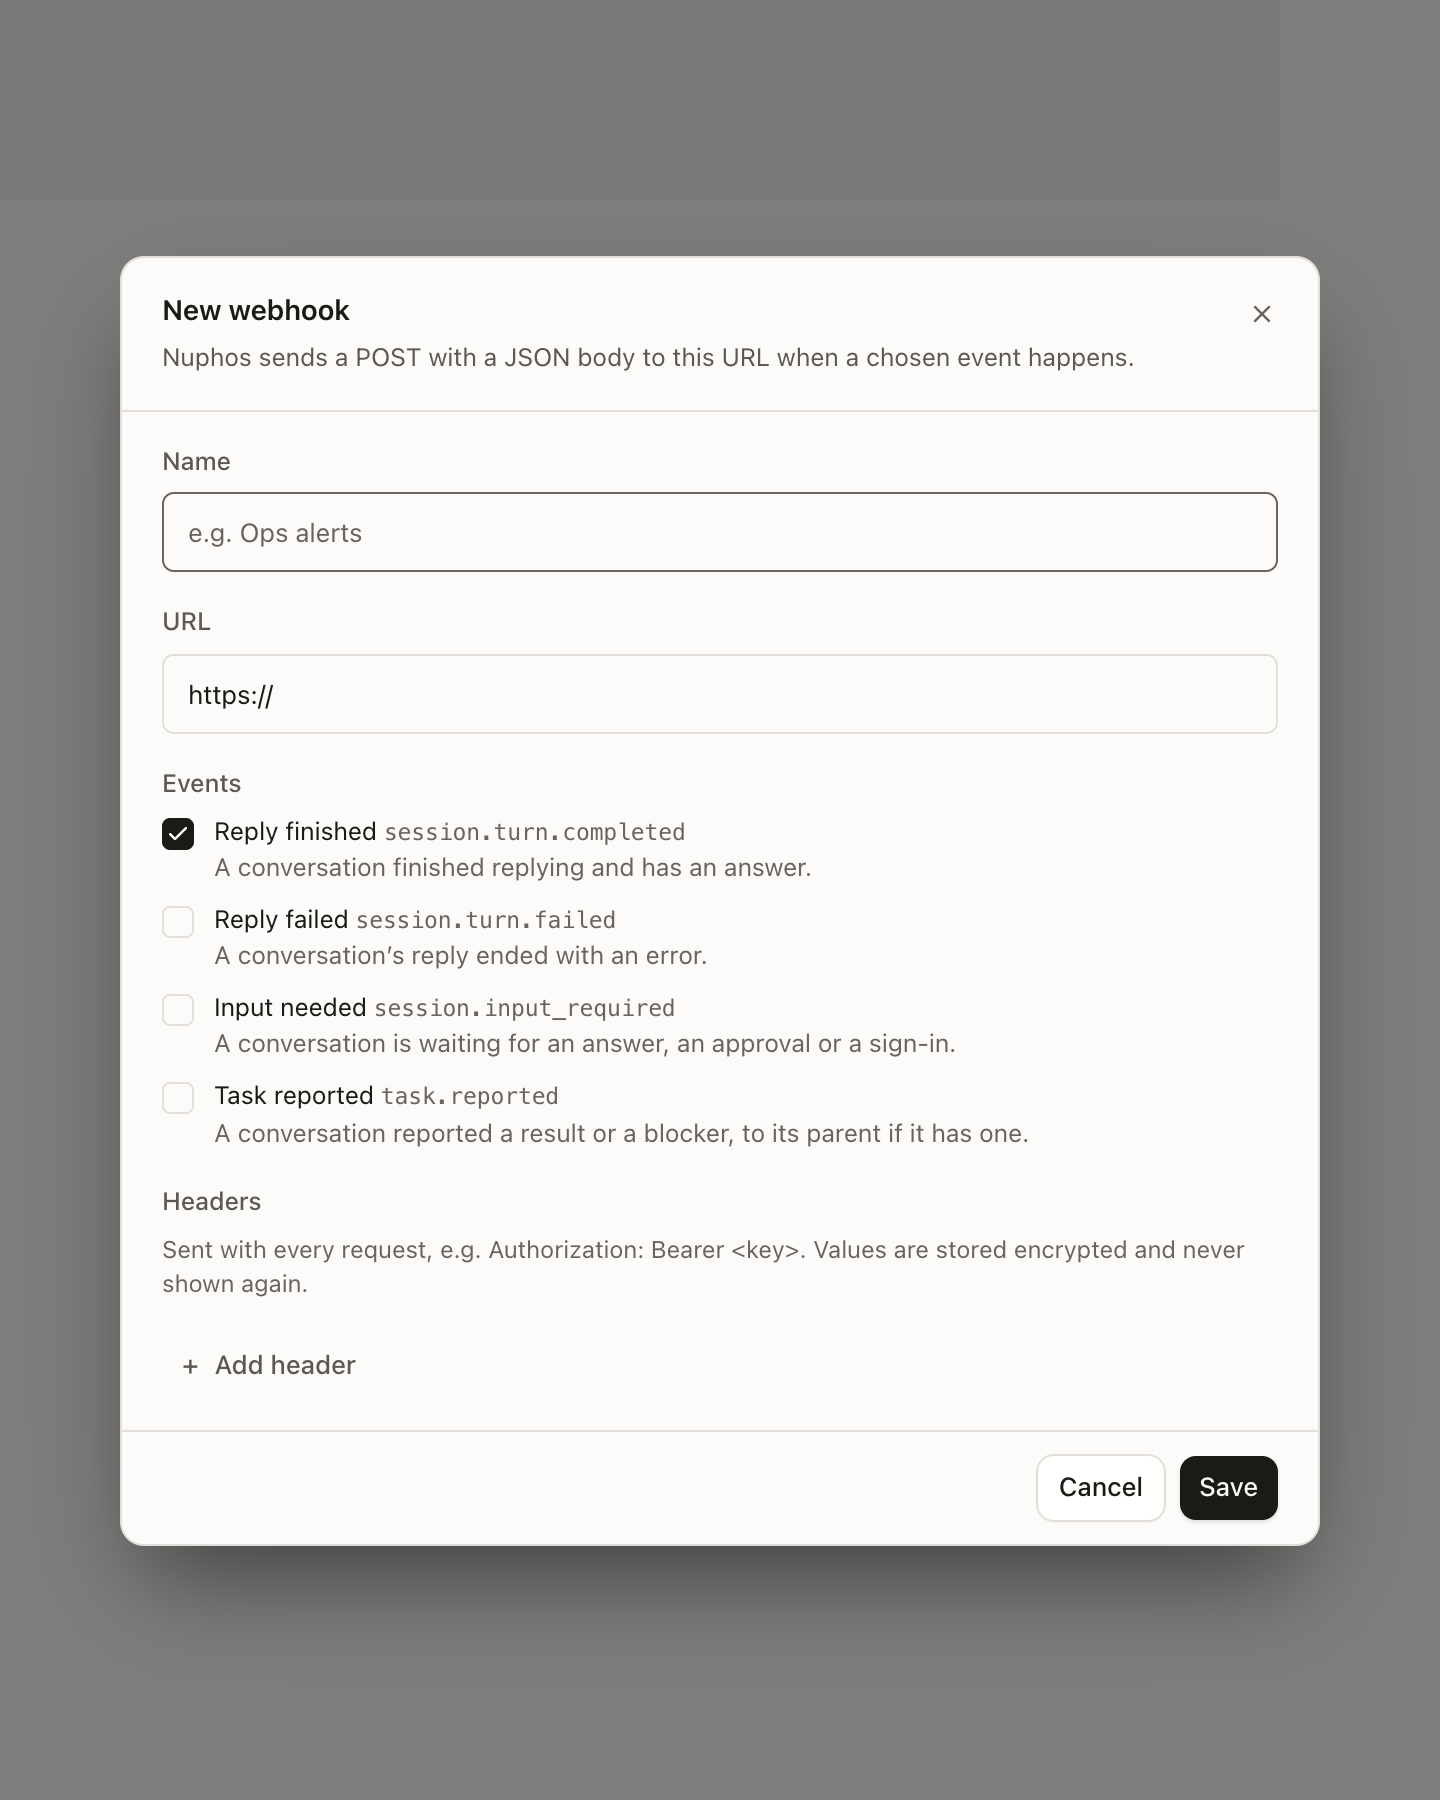 New webhook
Nuphos sends a POST with a JSON body to this URL when a chosen event happens.
Name
e.g. Ops alerts
URL
https://
Events
Reply finished session.turn.completed
A conversation finished replying and has an answer.
Reply failed session.turn.failed
A conversation’s reply ended with an error.
Input needed session.input_required
A conversation is waiting for an answer, an approval or a sign-in.
Task reported task.reported
A conversation reported a result or a blocker, to its parent if it has one.
Headers
Sent with every request, e.g. Authorization: Bearer <key>. Values are stored encrypted and never
shown again.
+ Add header
Cancel Save